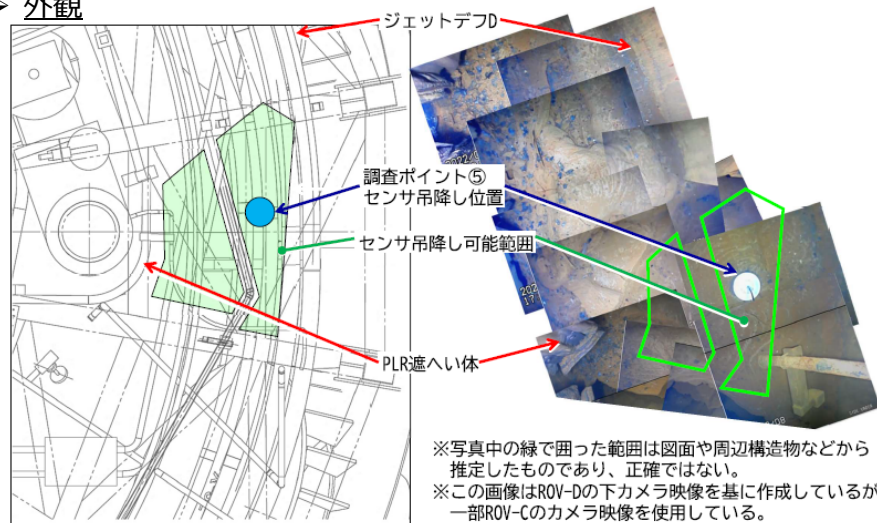 外観
ジェットデフD
調査ポイント⑤
センサ吊降し位置
センサ吊降し可能範囲
PLR遮へい体
※写真中の緑で囲った範囲は図面や周辺構造物などから
推定したものであり、正確ではない。
※この画像はROV-Dの下カメラ映像を基に作成しているが
一部ROV-Cのカメラ映像を使用している。